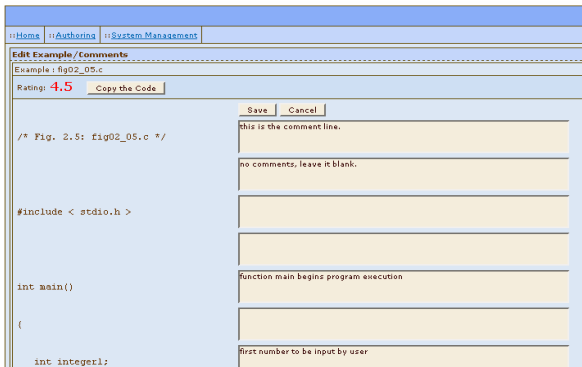 ::Home ::Authoring ::System Management
Edit Example/Comments
Example : fig02_05.c
Rating: 4.5 Copy the Code
Save Cancel
/* Fig. 2.5: fig02_05.c */ this is the comment line.
no comments, leave it blank.
#include < stdio.h >
int main() function main begins program execution
{
int integer1; first number to be input by user